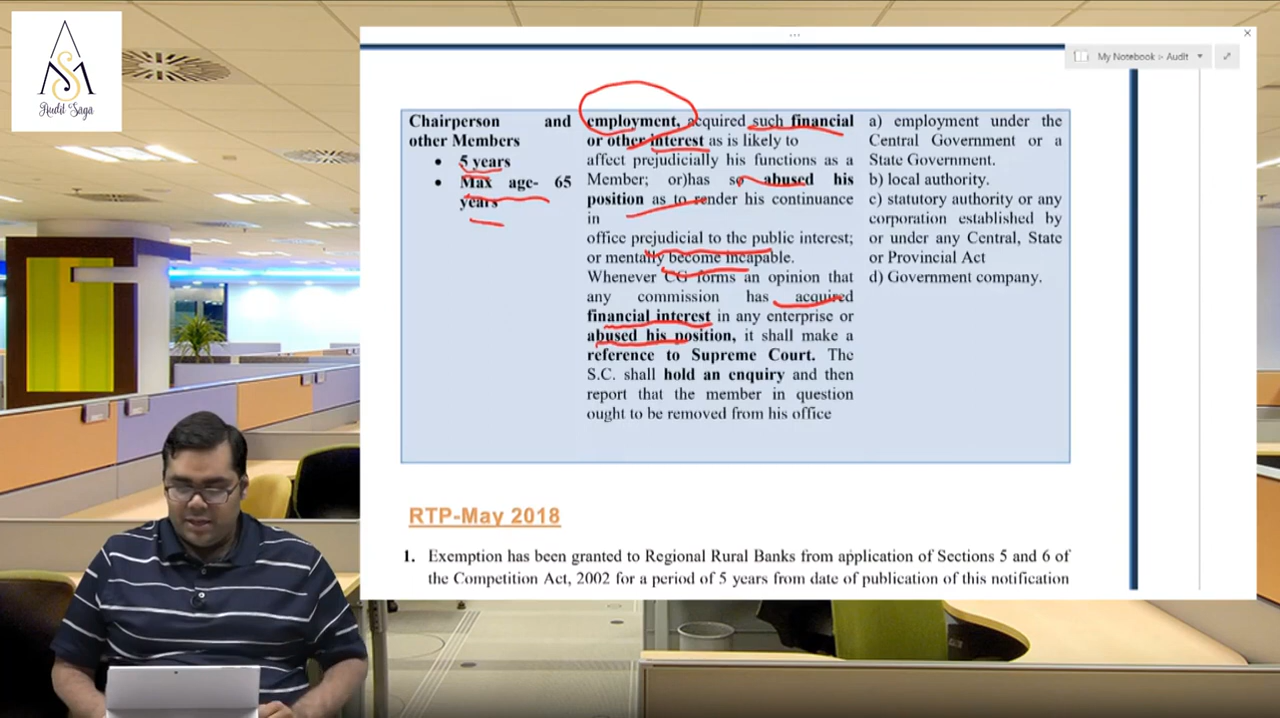 Audit Saga
My Notebook :- Audit
Chairperson and
other Members
• 5 years
• Max age- 65
years
employment, acquired such financial
or other interest as is likely to
affect prejudicially his functions as a
Member; or)has so abused his
position as to render his continuance
in
office prejudicial to the public interest;
or mentally become incapable.
Whenever CG forms an opinion that
any commission has acquired
financial interest in any enterprise or
abused his position, it shall make a
reference to Supreme Court. The
S.C. shall hold an enquiry and then
report that the member in question
ought to be removed from his office
a) employment under the
Central Government or a
State Government.
b) local authority.
c) statutory authority or any
corporation established by
or under any Central, State
or Provincial Act
d) Government company.
RTP-May 2018
1. Exemption has been granted to Regional Rural Banks from application of Sections 5 and 6 of
the Competition Act, 2002 for a period of 5 years from date of publication of this notification